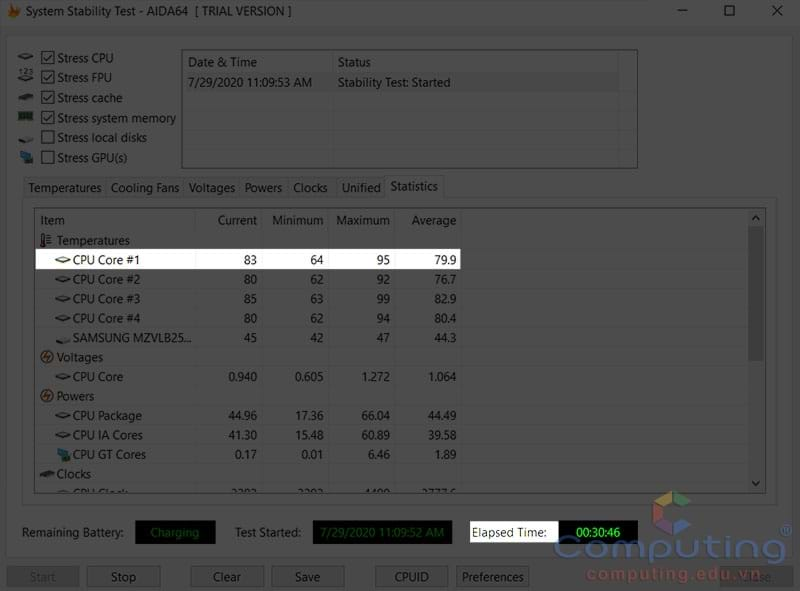 System Stability Test - AIDA64 [ TRIAL VERSION ]
Stress CPU
123
Stress FPU
Stress cache
Stress system memory
Stress local disks
Stress GPU(s)
Date & Time Status
7/29/2020 11:09:53 AM Stability Test: Started
Temperatures Cooling Fans Voltages Powers Clocks Unified Statistics
Item Current Minimum Maximum Average
Temperatures
CPU Core #1 83 64 95 79.9
CPU Core #2 80 62 92 76.7
CPU Core #3 85 63 99 82.9
CPU Core #4 80 62 94 80.4
SAMSUNG MZVLB25... 45 42 47 44.3
Voltages
CPU Core 0.940 0.605 1.272 1.064
Powers
CPU Package 44.96 17.36 66.04 44.49
CPU IA Cores 41.30 15.48 60.89 39.58
CPU GT Cores 0.17 0.01 6.46 1.89
Clocks
CPU Clock
Remaining Battery: Charging Test Started: 7/29/2020 11:09:52 AM Elapsed Time: 00:30:46
Computing®
computing.edu.vn
Start Stop Clear Save CPUID Preferences Close